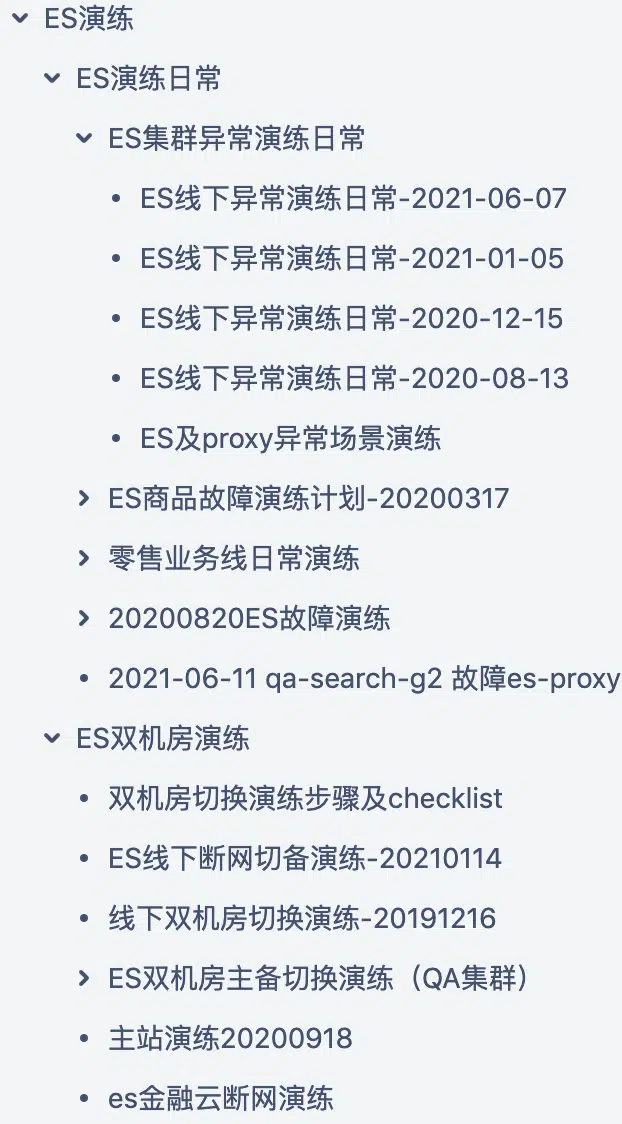 ES演练
ES演练日常
ES集群异常演练日常
ES线下异常演练日常-2021-06-07
ES线下异常演练日常-2021-01-05
ES线下异常演练日常-2020-12-15
ES线下异常演练日常-2020-08-13
ES及proxy异常场景演练
ES商品故障演练计划-20200317
零售业务线日常演练
20200820ES故障演练
2021-06-11 qa-search-g2 故障es-proxy
ES双机房演练
双机房切换演练步骤及checklist
ES线下断网切备演练-20210114
线下双机房切换演练-20191216
ES双机房主备切换演练（QA集群）
主站演练20200918
es金融云断网演练